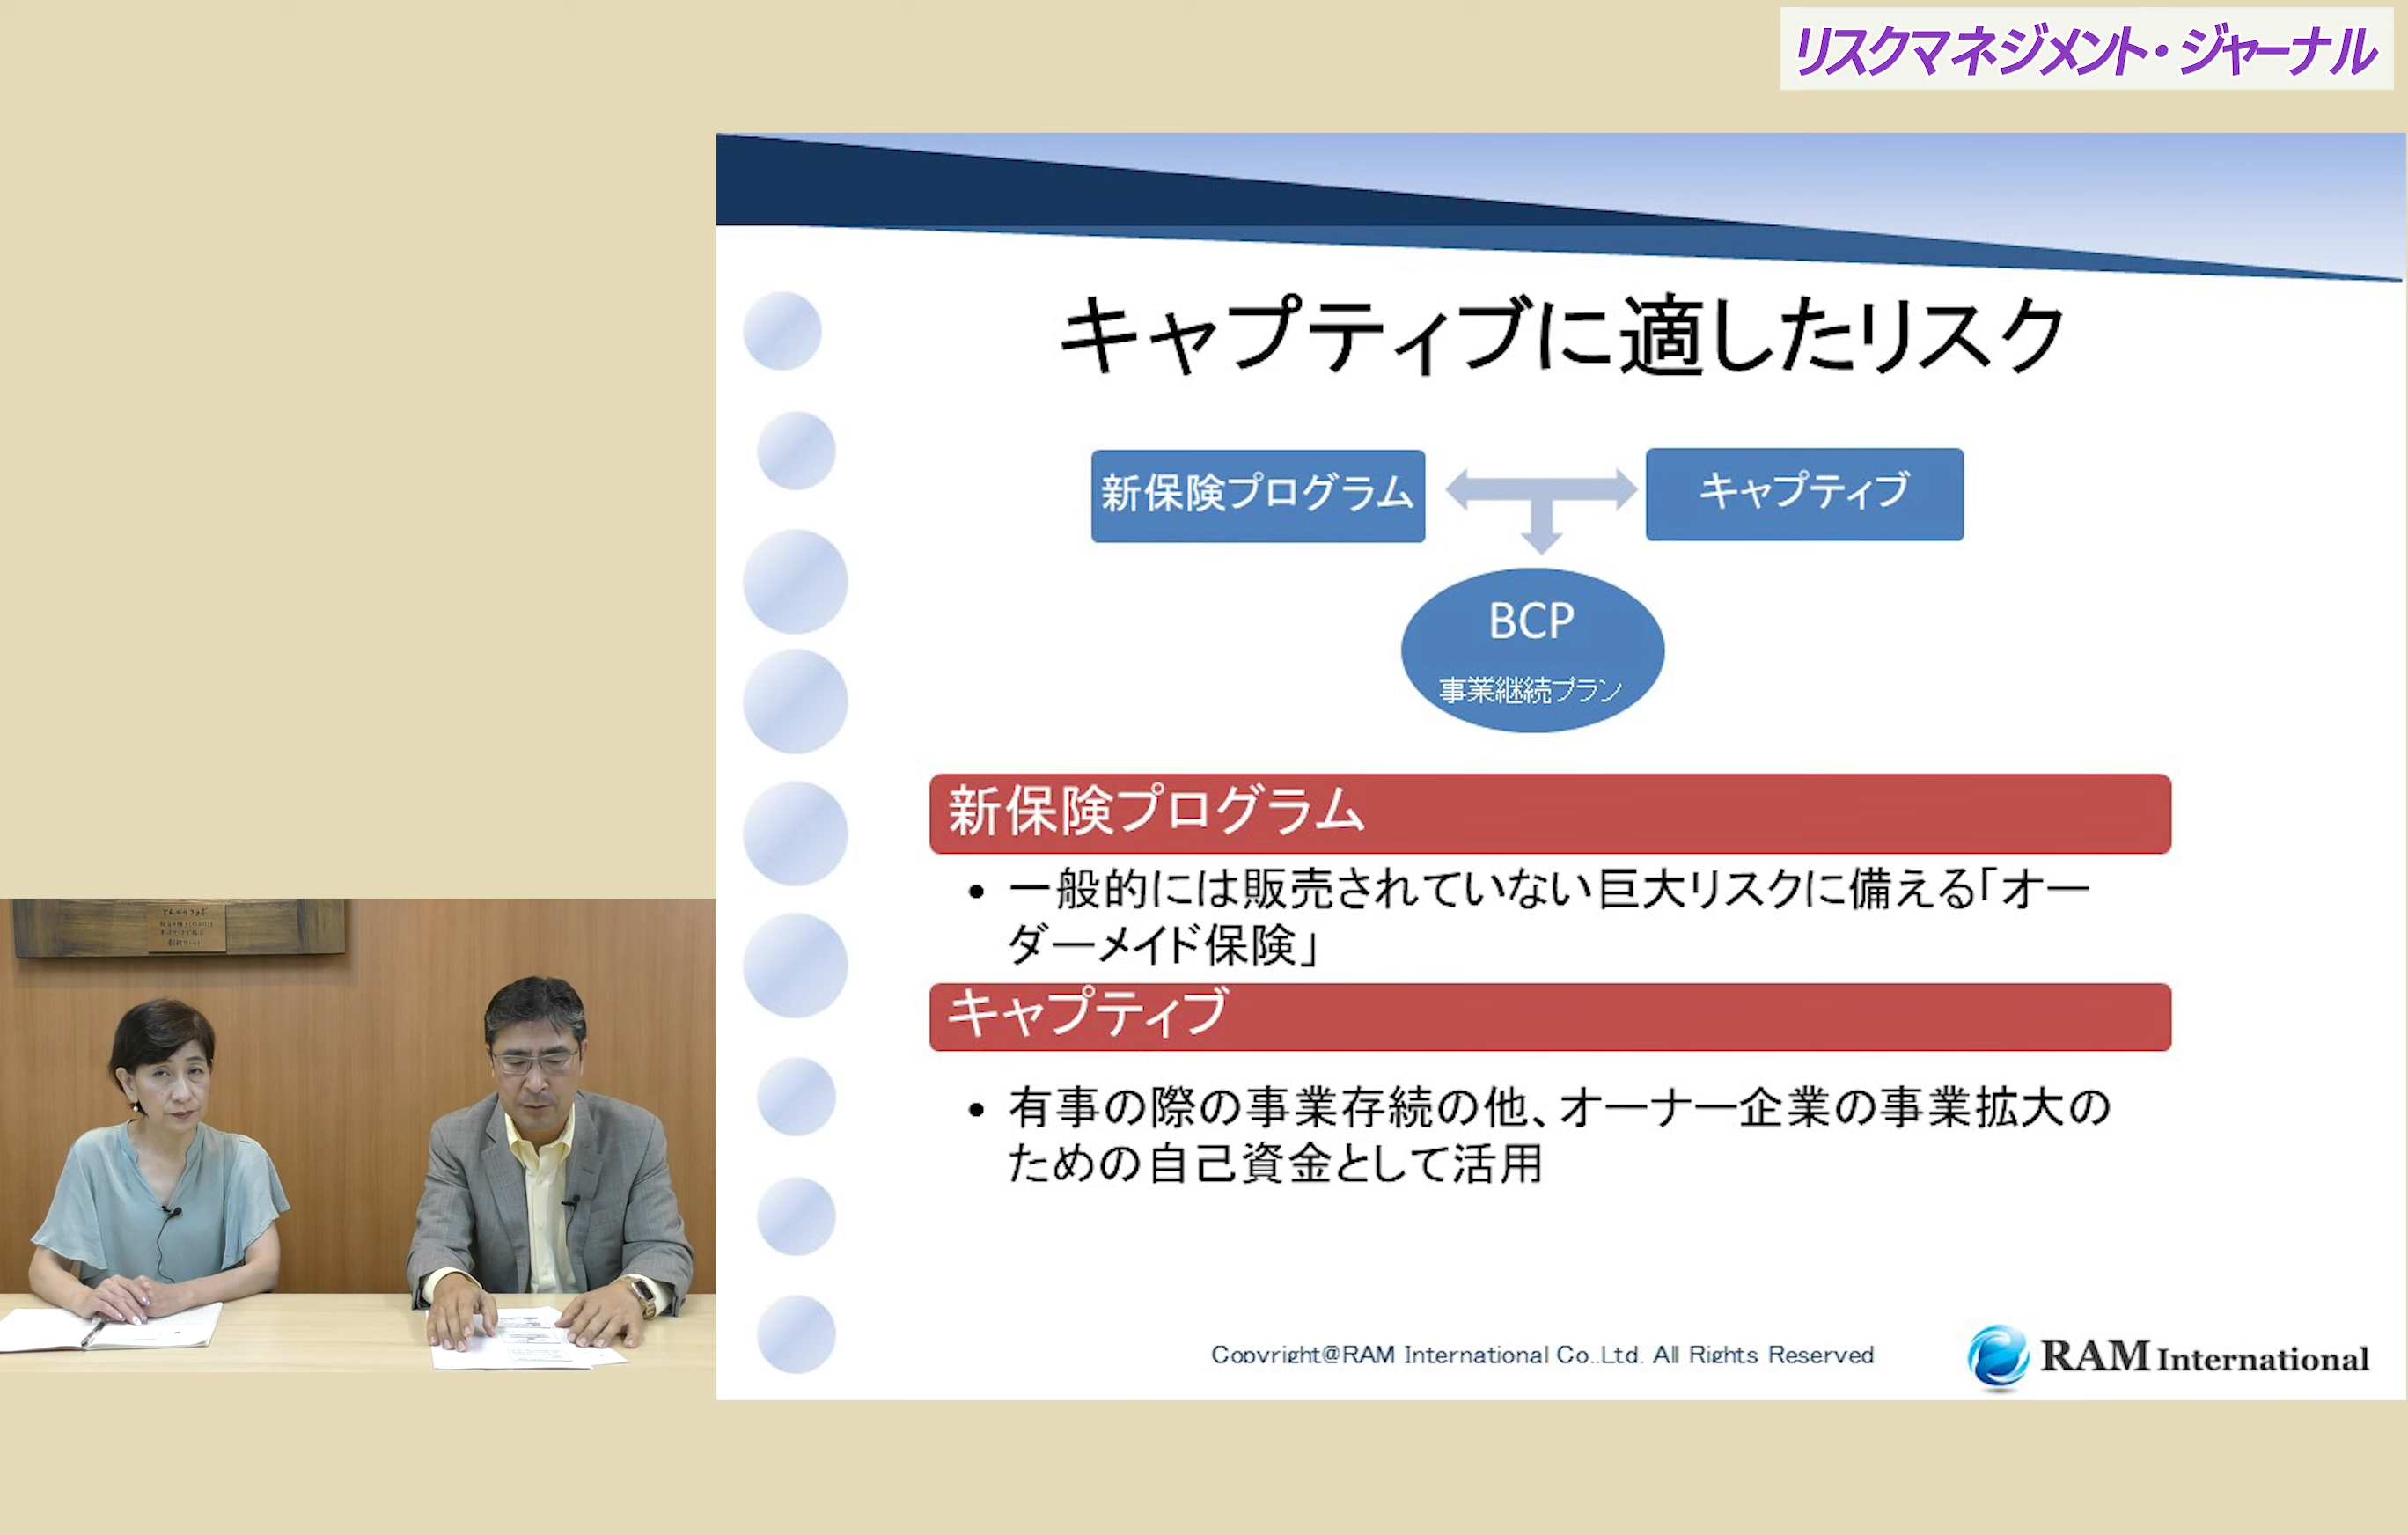 リスクマネジメント・ジャーナル
キャプティブに適したリスク
新保険プログラム
キャプティブ
BCP
事業継続プラン
新保険プログラム
• 一般的には販売されていない巨大リスクに備える「オー
ダーメイド保険」
キャプティブ
• 有事の際の事業存続の他、オーナー企業の事業拡大の
ための自己資金として活用
Copyright@RAM International Co.,Ltd. All Rights Reserved
RAM International